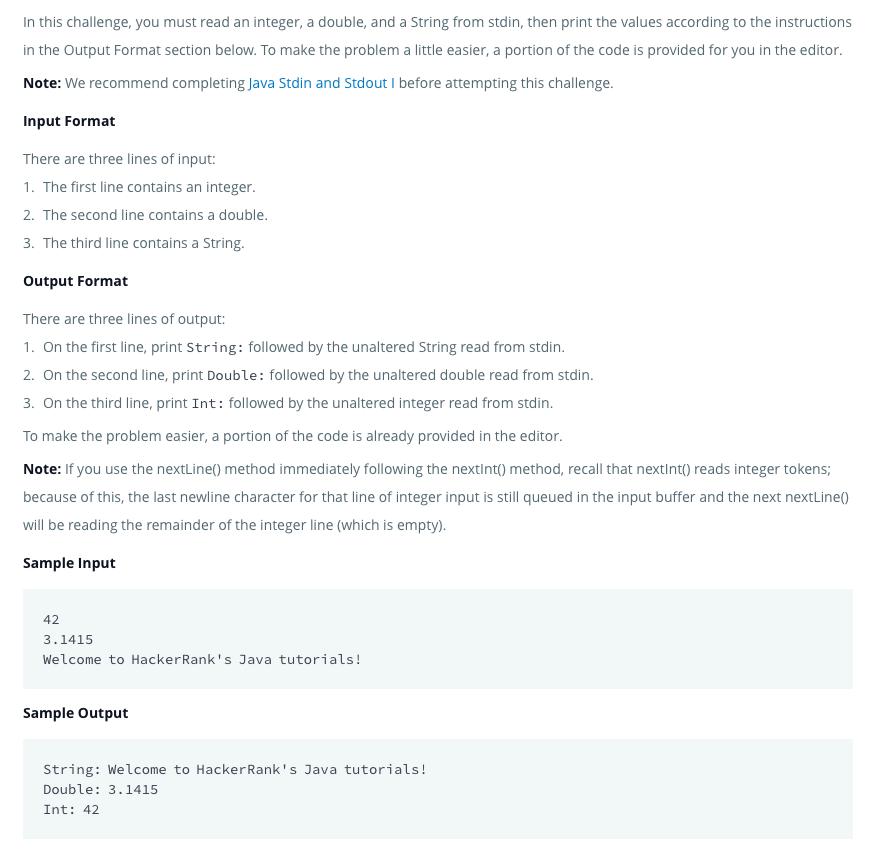 In this challenge, you must read an integer, a double, and a String from stdin, then print the values according to the instructions
in the Output Format section below. To make the problem a little easier, a portion of the code is provided for you in the editor.
Note: We recommend completing Java Stdin and Stdout I before attempting this challenge.
Input Format
There are three lines of input:
1. The first line contains an integer.
2. The second line contains a double.
3. The third line contains a String.
Output Format
There are three lines of output:
1. On the first line, print String: followed by the unaltered String read from stdin.
2. On the second line, print Double: followed by the unaltered double read from stdin.
3. On the third line, print Int: followed by the unaltered integer read from stdin.
To make the problem easier, a portion of the code is already provided in the editor.
Note: If you use the nextLine() method immediately following the nextInt() method, recall that nextInt() reads integer tokens;
because of this, the last newline character for that line of integer input is still queued in the input buffer and the next nextLine()
will be reading the remainder of the integer line (which is empty).
Sample Input
42
3.1415
Welcome to HackerRank's Java tutorials!
Sample Output
String: Welcome to HackerRank's Java tutorials!
Double: 3.1415
Int: 42